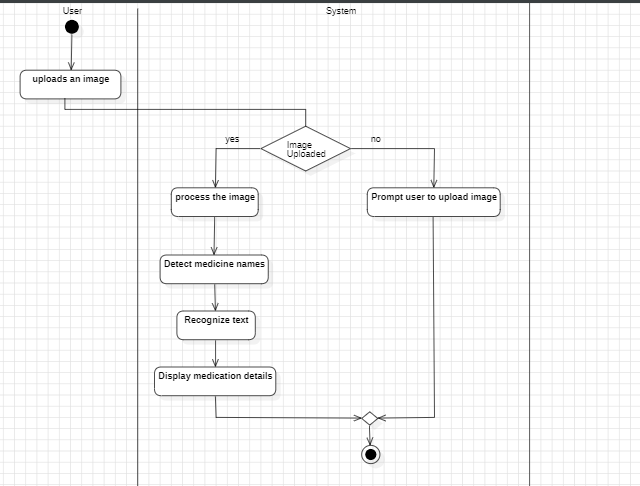 User
System
uploads an image
yes
no
Image
Uploaded
process the image
Prompt user to upload image
Detect medicine names
Recognize text
Display medication details